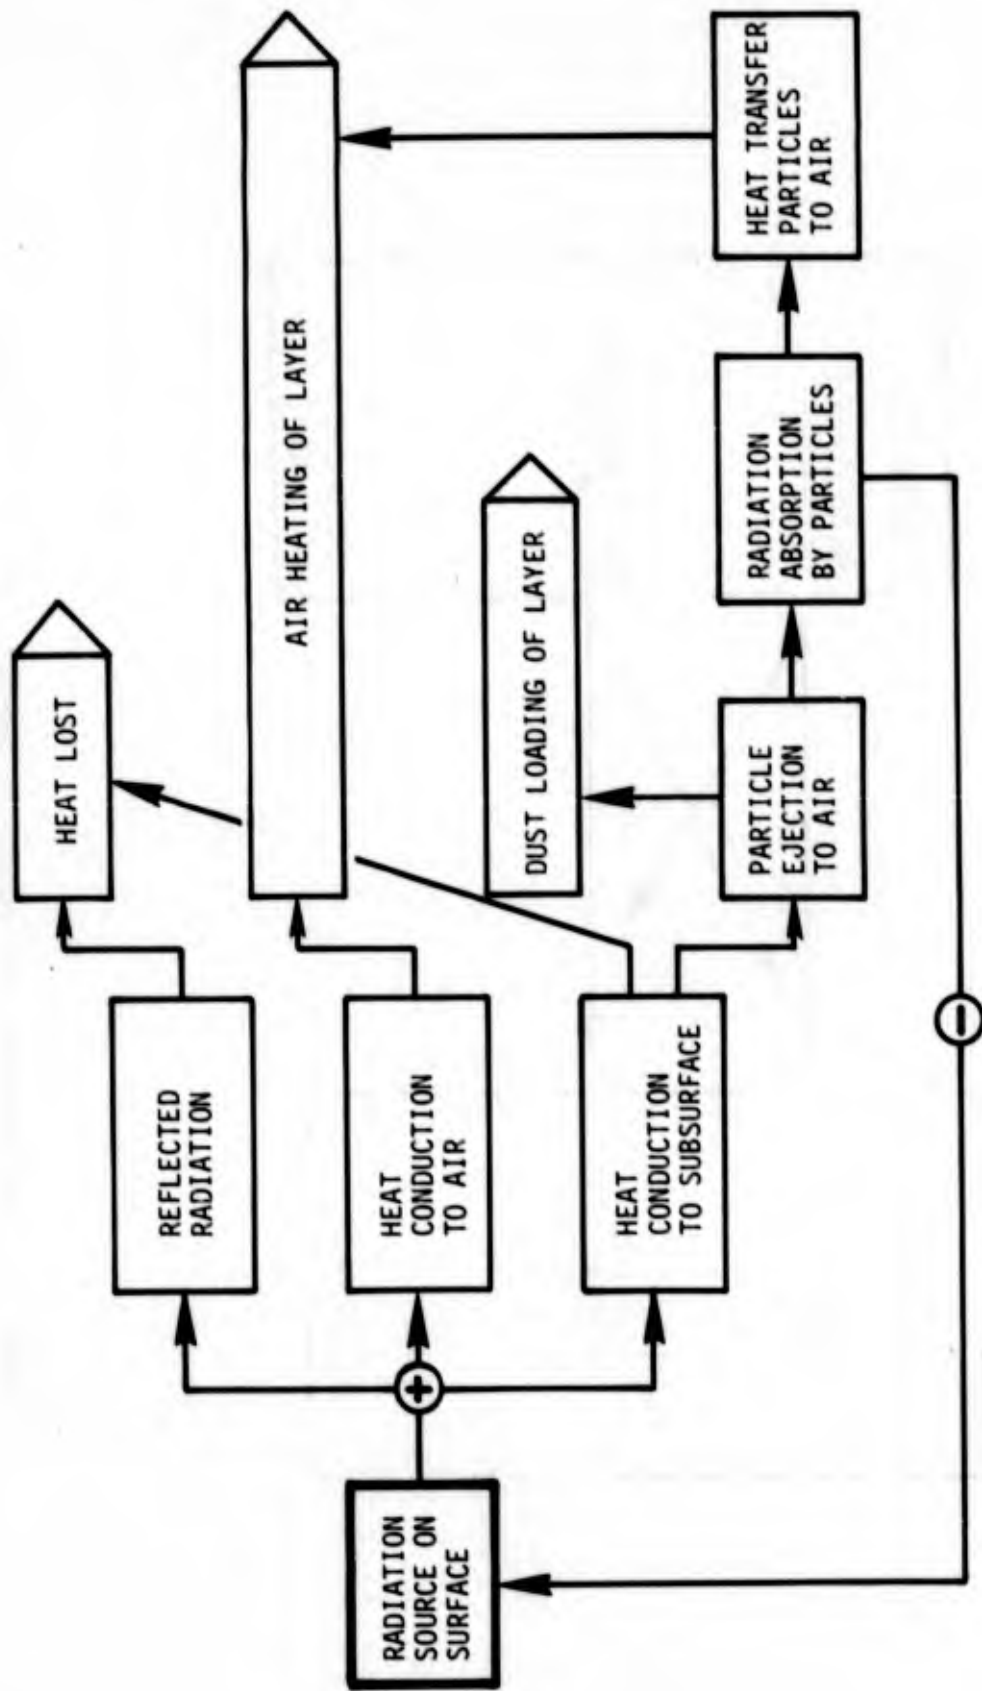 RADIATION
SOURCE ON
SURFACE
+
REFLECTED
RADIATION
HEAT
CONDUCTION
TO AIR
HEAT
CONDUCTION
TO SUBSURFACE
HEAT LOST
AIR HEATING OF LAYER
DUST LOADING OF LAYER
PARTICLE
EJECTION
TO AIR
RADIATION
ABSORPTION
BY PARTICLES
HEAT TRANSFER
PARTICLES
TO AIR
−